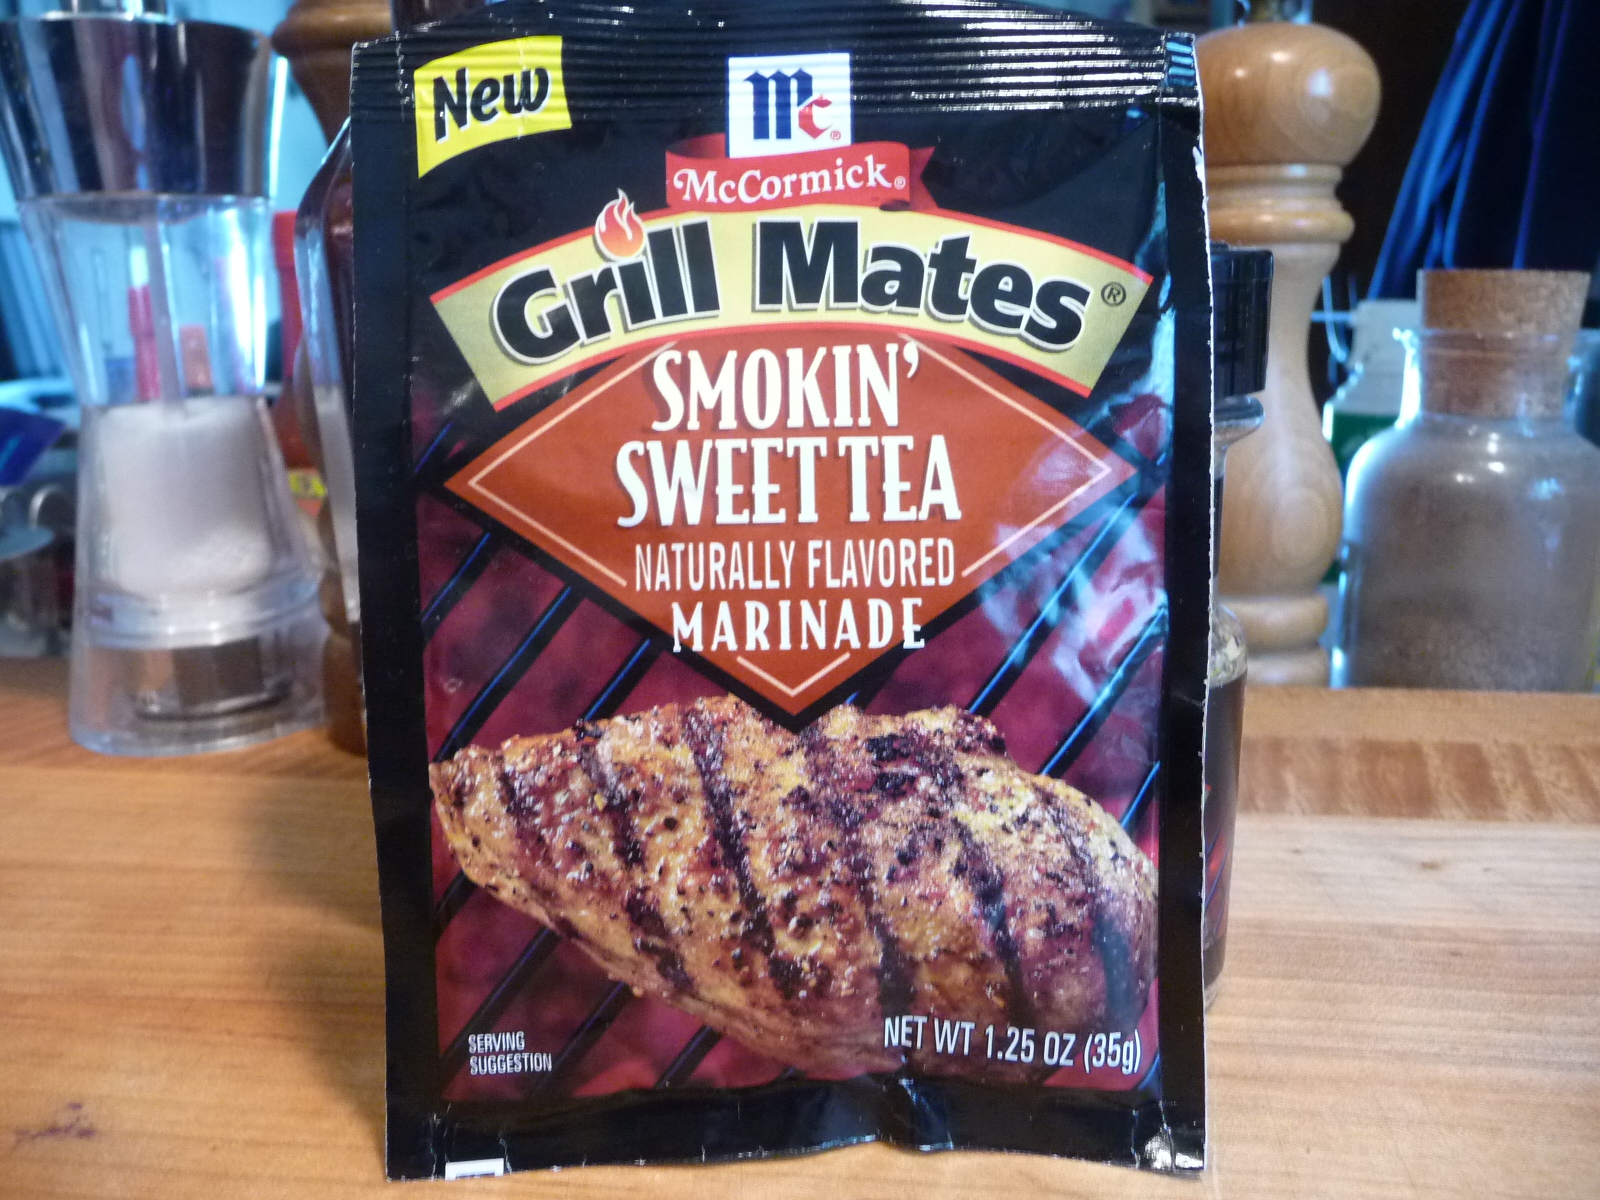 New
Mc®
McCormick®
Grill Mates®
SMOKIN'
SWEET TEA
NATURALLY FLAVORED
MARINADE
SERVING
SUGGESTION
NET WT 1.25 OZ (35g)